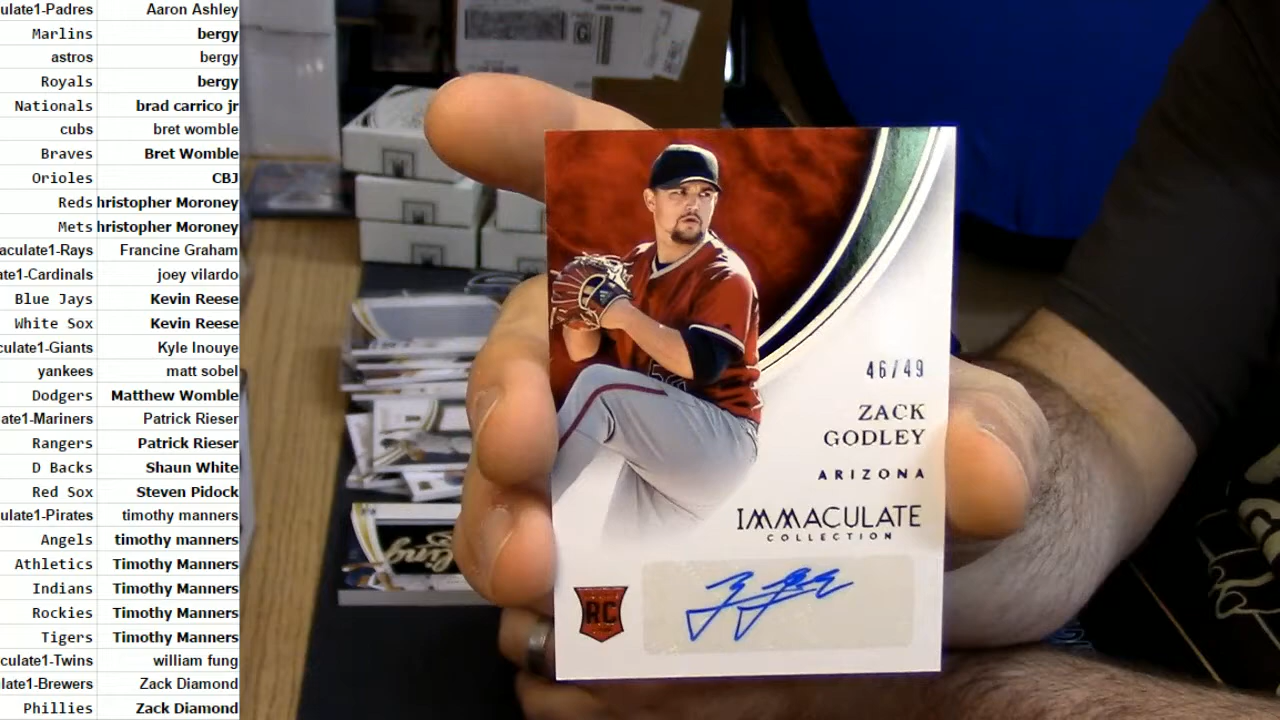 ulate1-Padres Aaron Ashley
Marlins bergy
astros bergy
Royals bergy
Nationals brad carrico jr
cubs bret womble
Braves Bret Womble
Orioles CBJ
Reds hristopher Moroney
Mets hristopher Moroney
aculate1-Rays Francine Graham
ate1-Cardinals joey vilardo
Blue Jays Kevin Reese
White Sox Kevin Reese
culate1-Giants Kyle Inouye
yankees matt sobel
Dodgers Matthew Womble
ate1-Mariners Patrick Rieser
Rangers Patrick Rieser
D Backs Shaun White
Red Sox Steven Pidock
ulate1-Pirates timothy manners
Angels timothy manners
Athletics Timothy Manners
Indians Timothy Manners
Rockies Timothy Manners
Tigers Timothy Manners
culate1-Twins william fung
late1-Brewers Zack Diamond
Phillies Zack Diamond
46/49
ZACK
GODLEY
ARIZONA
IMMACULATE
COLLECTION
RC